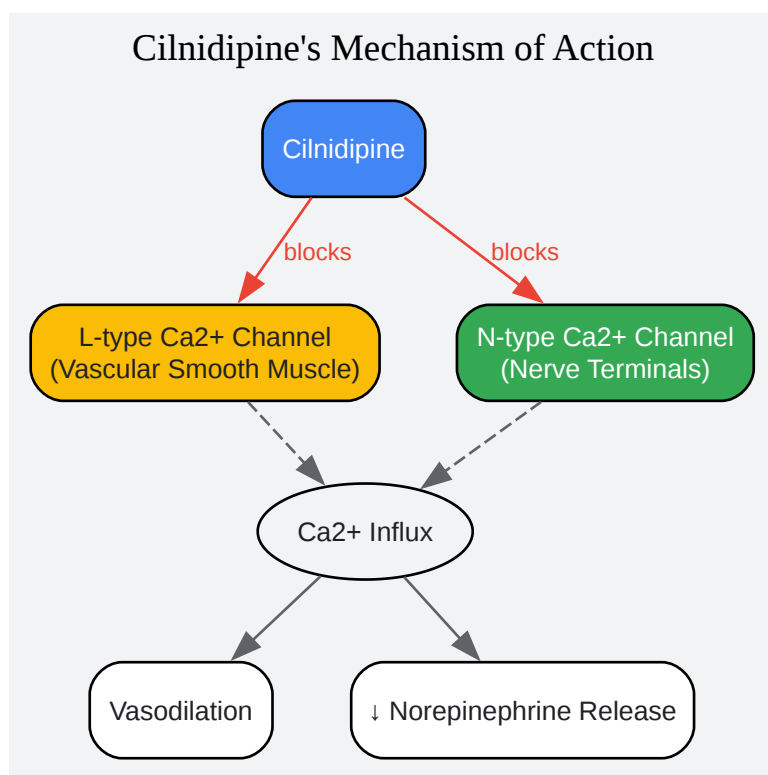 Cilnidipine's Mechanism of Action
Cilnidipine
blocks
blocks
L-type Ca2+ Channel
(Vascular Smooth Muscle)
N-type Ca2+ Channel
(Nerve Terminals)
Ca2+ Influx
Vasodilation
↓ Norepinephrine Release